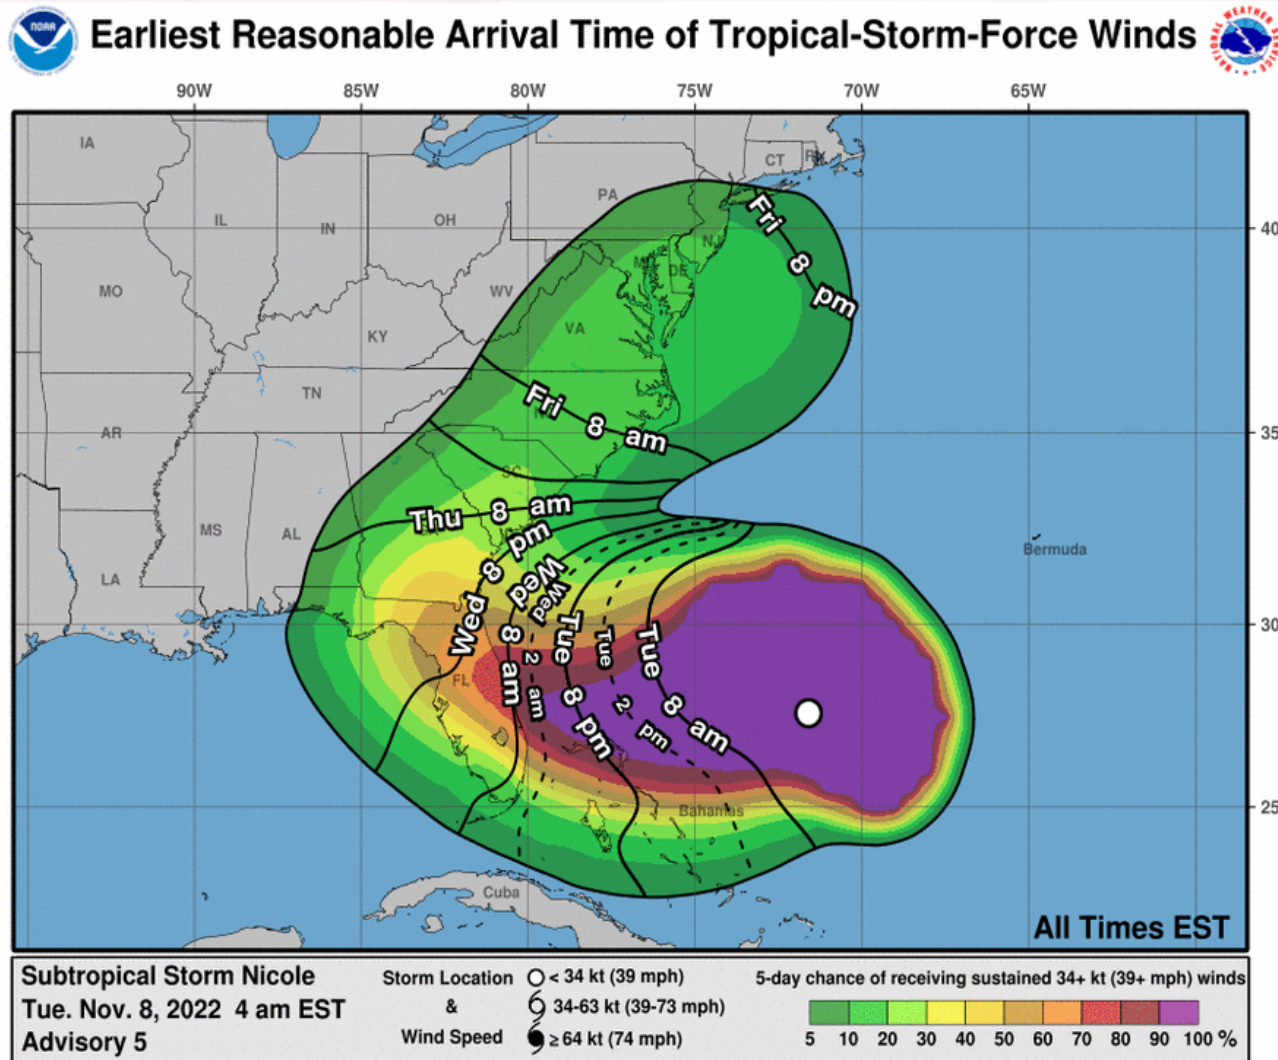 NOAA
Earliest Reasonable Arrival Time of Tropical-Storm-Force Winds
NATIONAL WEATHER SERVICE
90W 85W 80W 75W 70W 65W
IA
CT
PA
IL
IN
OH
40
Fri 8 pm
NJ
DE
MO
WV
VA
KY
TN
Fri 8 am
AR
35
SC
Thu 8 am
MS
AL
Wed 8 pm
Bermuda
LA
Wed 8 am
Wed 2 am
Tue 8 pm
Tue 2 pm
Tue 8 am
30
FL
Bahamas
25
Cuba
All Times EST
Subtropical Storm Nicole
Tue. Nov. 8, 2022 4 am EST
Advisory 5
Storm Location
&
Wind Speed
< 34 kt (39 mph)
34-63 kt (39-73 mph)
≥ 64 kt (74 mph)
5-day chance of receiving sustained 34+ kt (39+ mph) winds
5 10 20 30 40 50 60 70 80 90 100 %